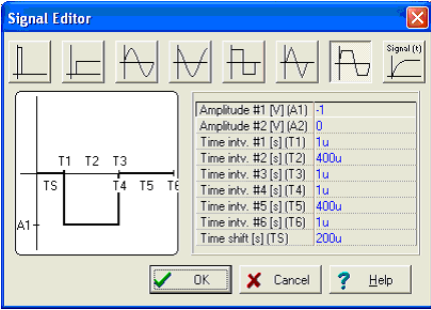 Signal Editor
Signal (t)
T1 T2 T3
TS T4 T5 T6
A1
Amplitude #1 [V] (A1) -1
Amplitude #2 [V] (A2) 0
Time intv. #1 [s] (T1) 1u
Time intv. #2 [s] (T2) 400u
Time intv. #3 [s] (T3) 1u
Time intv. #4 [s] (T4) 1u
Time intv. #5 [s] (T5) 400u
Time intv. #6 [s] (T6) 1u
Time shift [s] (TS) 200u
OK Cancel ? Help